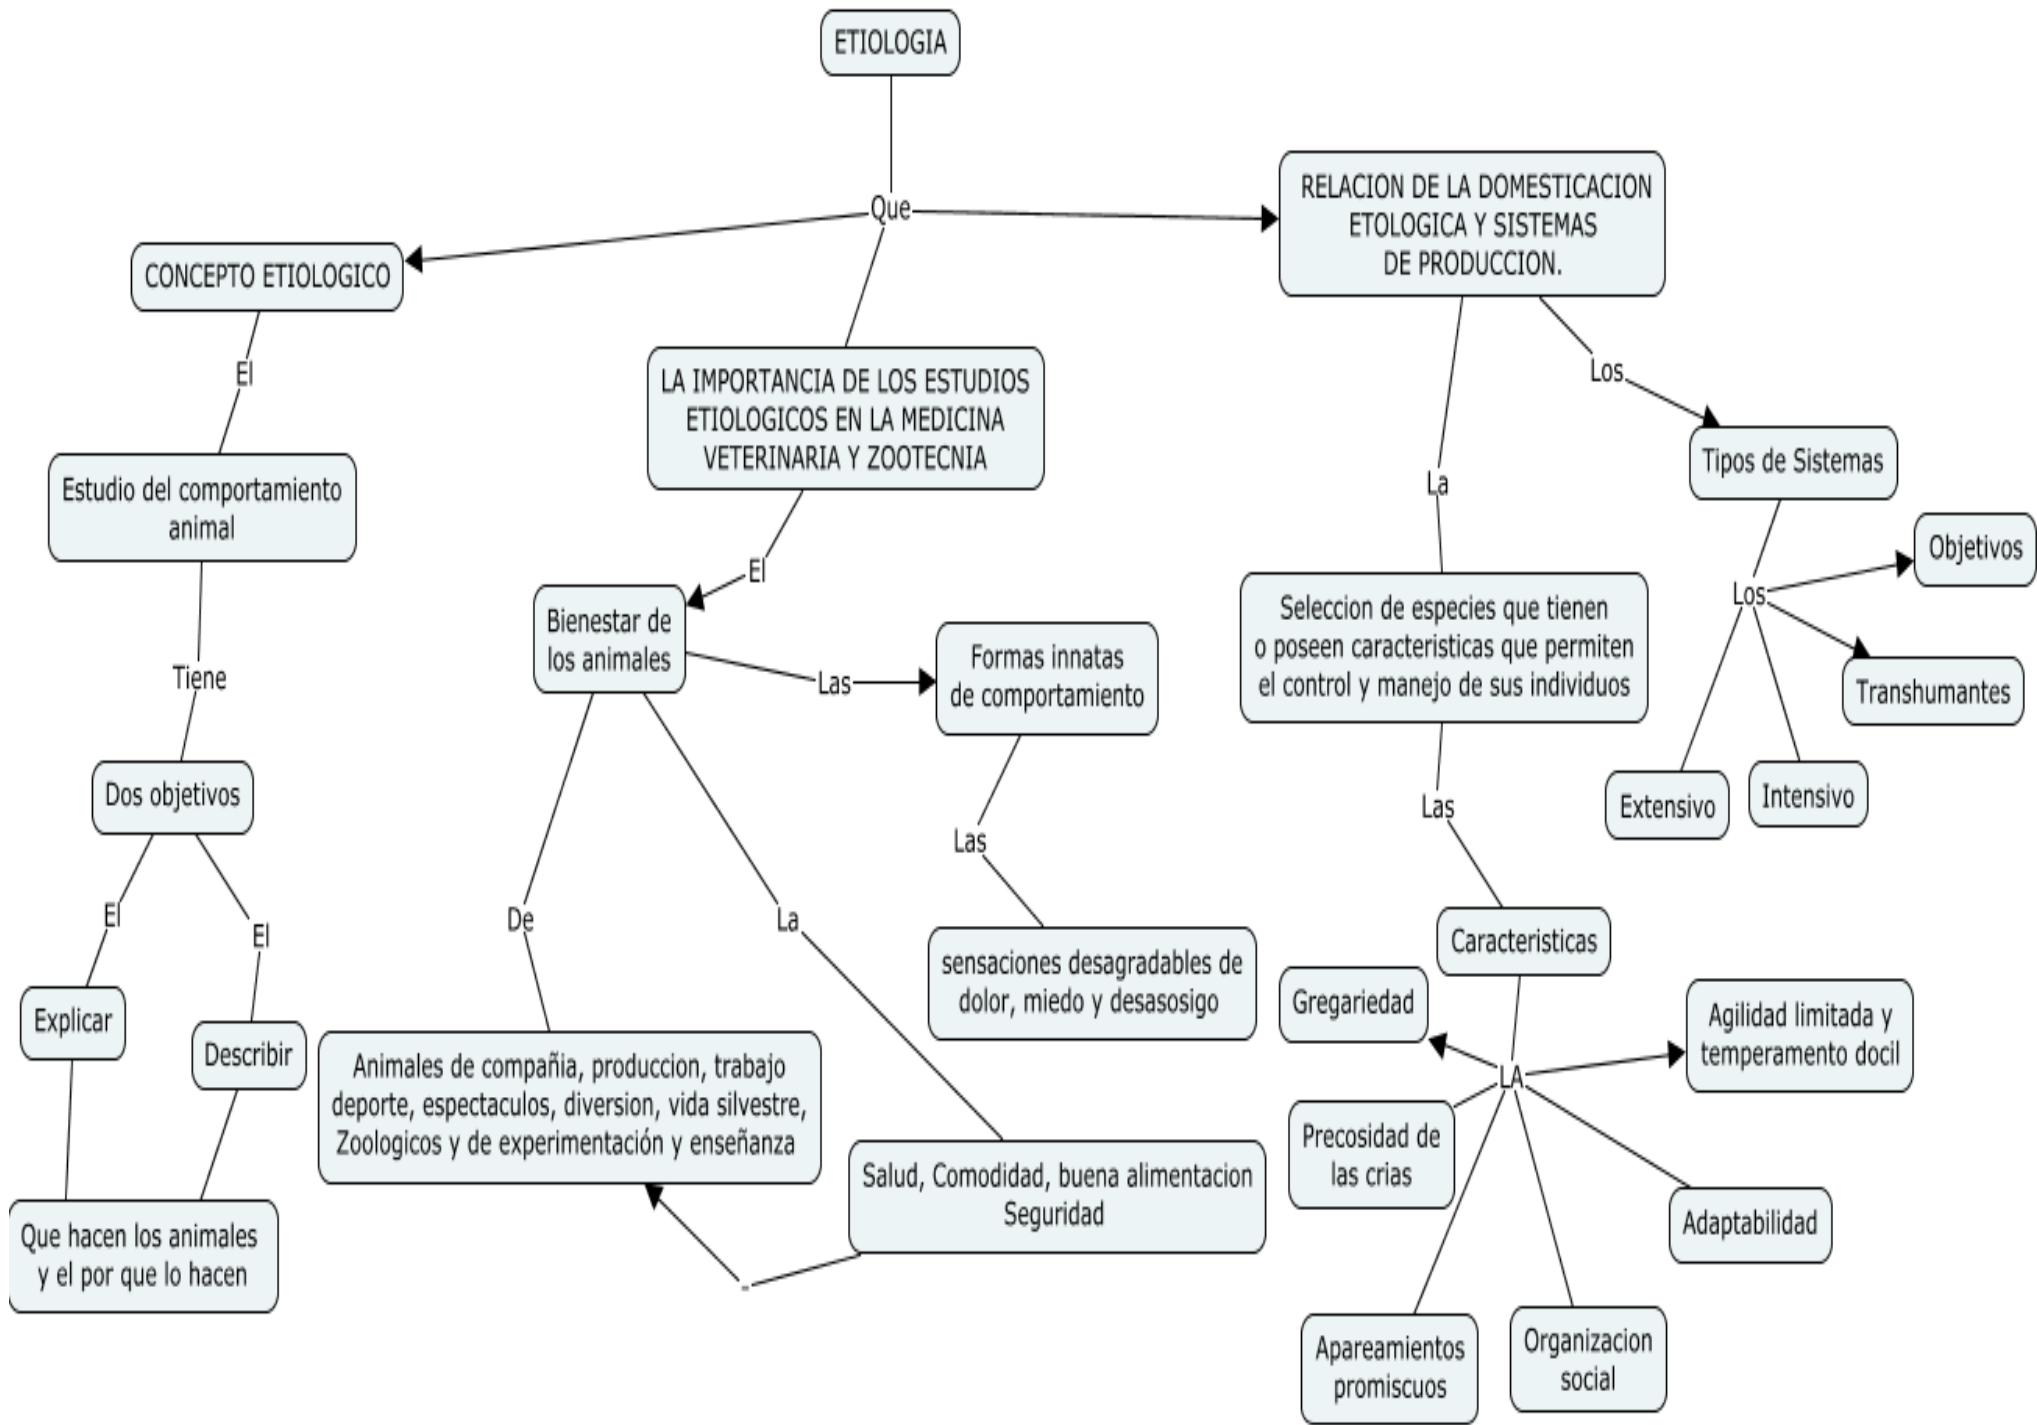 ETIOLOGIA
Que
RELACION DE LA DOMESTICACION
ETOLOGICA Y SISTEMAS
DE PRODUCCION.
CONCEPTO ETIOLOGICO
El
LA IMPORTANCIA DE LOS ESTUDIOS
ETIOLOGICOS EN LA MEDICINA
VETERINARIA Y ZOOTECNIA
Los
Tipos de Sistemas
Estudio del comportamiento
animal
La
El
Objetivos
Los
Bienestar de
los animales
Las
Formas innatas
de comportamiento
Seleccion de especies que tienen
o poseen caracteristicas que permiten
el control y manejo de sus individuos
Transhumantes
Tiene
Dos objetivos
Extensivo
Intensivo
Las
Las
El
El
De
La
Caracteristicas
sensaciones desagradables de
dolor, miedo y desasosigo
Gregariedad
Agilidad limitada y
temperamento docil
Explicar
Describir
LA
Animales de compañia, produccion, trabajo
deporte, espectaculos, diversion, vida silvestre,
Zoologicos y de experimentación y enseñanza
Precosidad de
las crias
Salud, Comodidad, buena alimentacion
Seguridad
Adaptabilidad
Que hacen los animales
y el por que lo hacen
-
Apareamientos
promiscuos
Organizacion
social